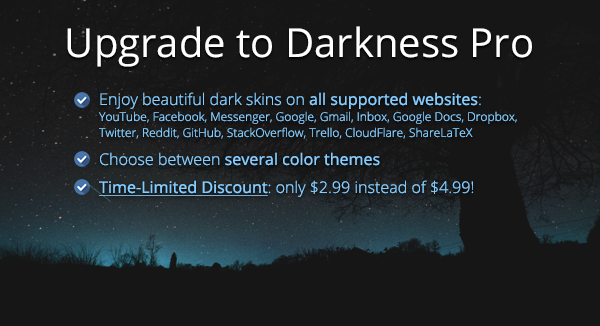 Upgrade to Darkness Pro
Enjoy beautiful dark skins on all supported websites:
YouTube, Facebook, Messenger, Google, Gmail, Inbox, Google Docs, Dropbox,
Twitter, Reddit, GitHub, StackOverflow, Trello, CloudFlare, ShareLaTeX
Choose between several color themes
Time-Limited Discount: only $2.99 instead of $4.99!